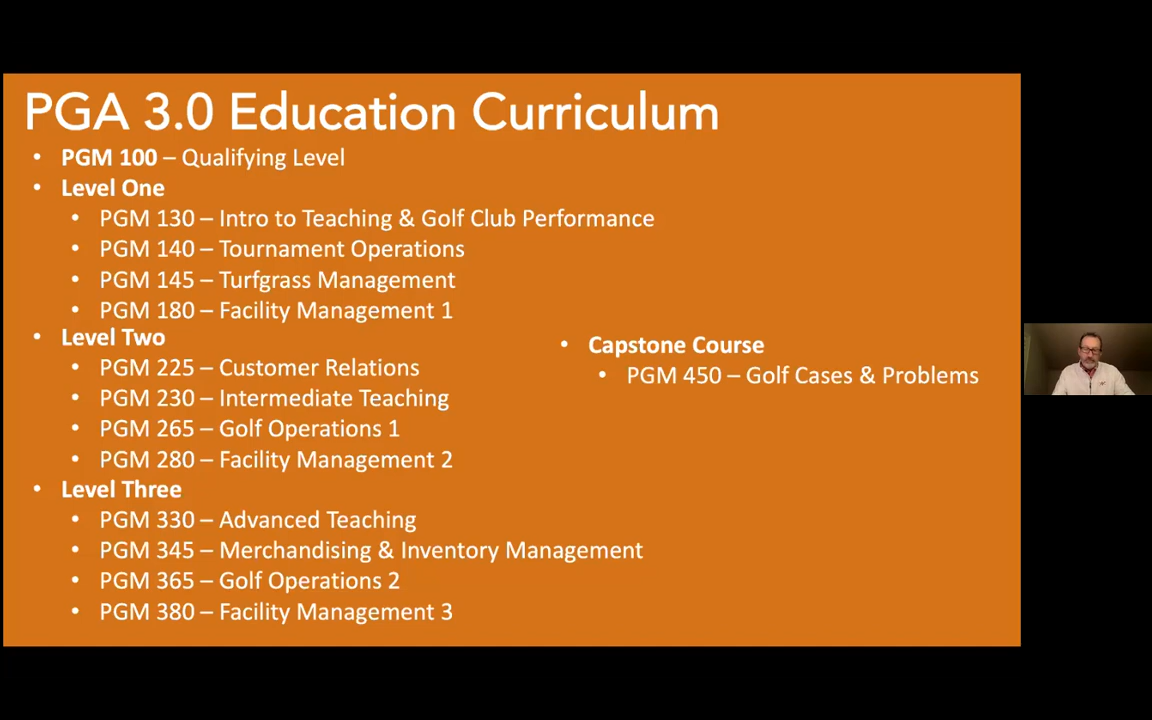 PGA 3.0 Education Curriculum
• PGM 100 – Qualifying Level
• Level One
• PGM 130 – Intro to Teaching & Golf Club Performance
• PGM 140 – Tournament Operations
• PGM 145 – Turfgrass Management
• PGM 180 – Facility Management 1
• Level Two
• PGM 225 – Customer Relations
• PGM 230 – Intermediate Teaching
• PGM 265 – Golf Operations 1
• PGM 280 – Facility Management 2
• Level Three
• PGM 330 – Advanced Teaching
• PGM 345 – Merchandising & Inventory Management
• PGM 365 – Golf Operations 2
• PGM 380 – Facility Management 3
• Capstone Course
• PGM 450 – Golf Cases & Problems